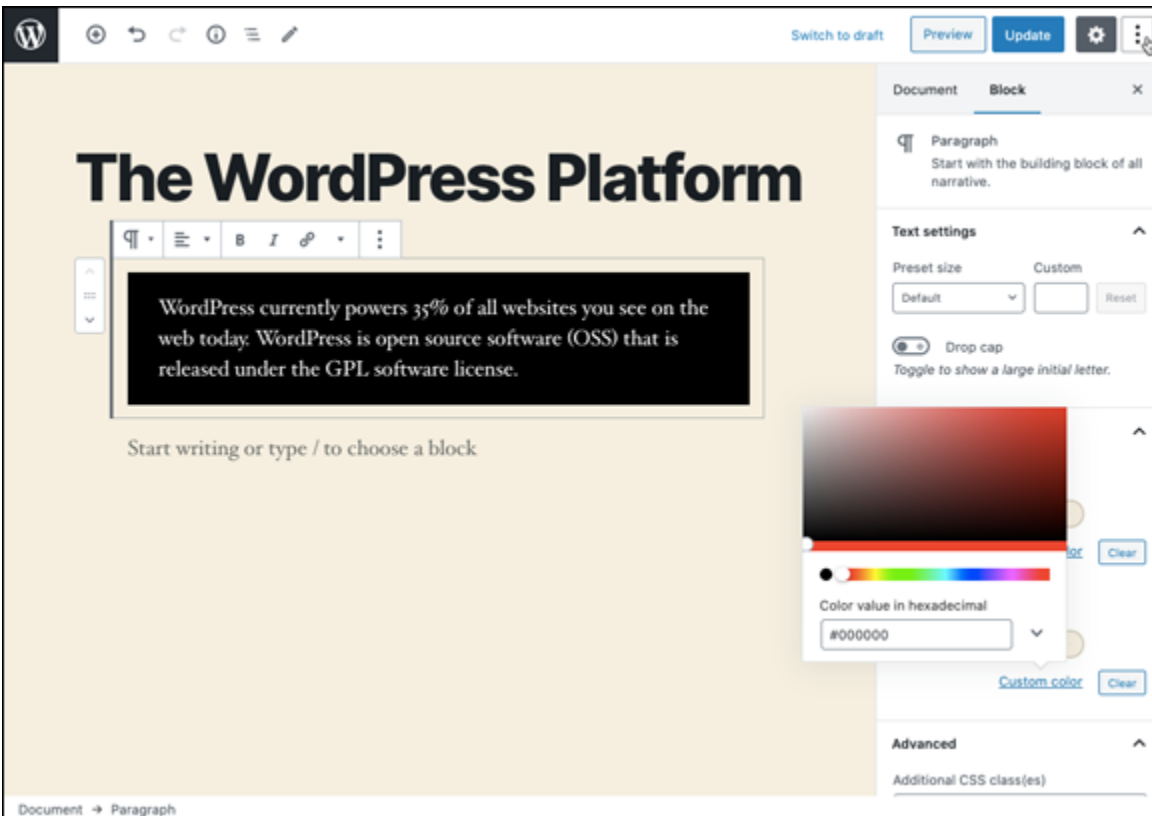 Switch to draft
Preview
Update
Document
Block
Paragraph
Start with the building block of all
narrative.
The WordPress Platform
B I
WordPress currently powers 35% of all websites you see on the
web today. WordPress is open source software (OSS) that is
released under the GPL software license.
Start writing or type / to choose a block
Text settings
Preset size
Custom
Default
Reset
Drop cap
Toggle to show a large initial letter.
Clear
Color value in hexadecimal
#000000
Custom color
Clear
Advanced
Additional CSS class(es)
Document → Paragraph